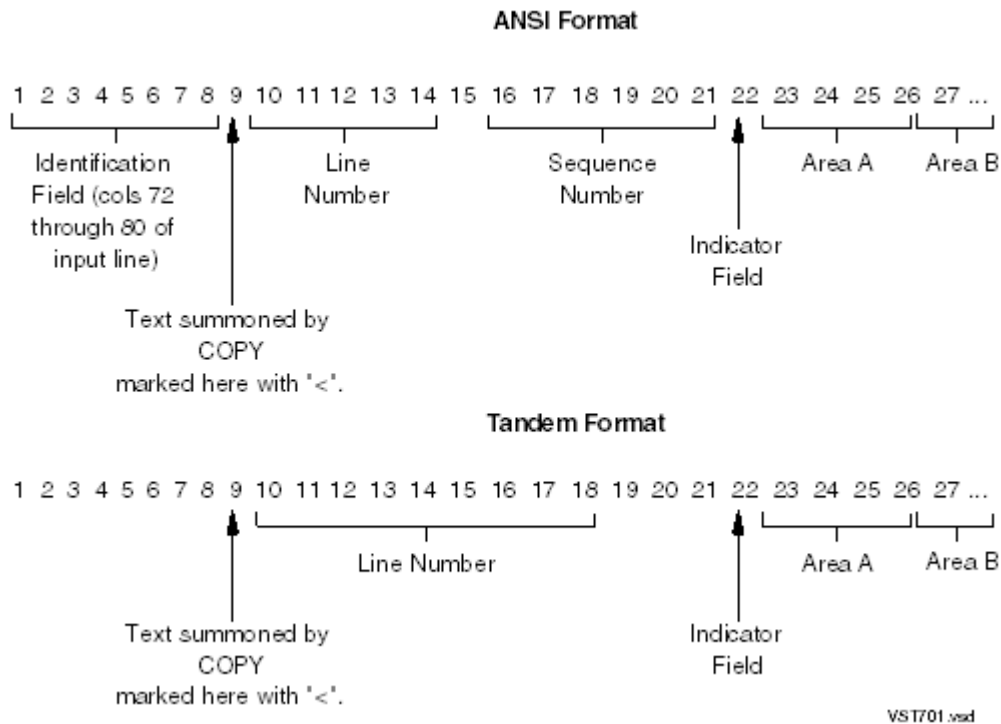 ANSI Format
1 2 3 4 5 6 7 8 9 10 11 12 13 14 15 16 17 18 19 20 21 22 23 24 25 26 27 ...
Identification
Field (cols 72
through 80 of
input line)
Line
Number
Sequence
Number
Area A
Area B
Indicator
Field
Text summoned by
COPY
marked here with "<".
Tandem Format
1 2 3 4 5 6 7 8 9 10 11 12 13 14 15 16 17 18 19 20 21 22 23 24 25 26 27 ...
Line Number
Area A
Area B
Text summoned by
COPY
marked here with "<".
Indicator
Field
VST701.vsd